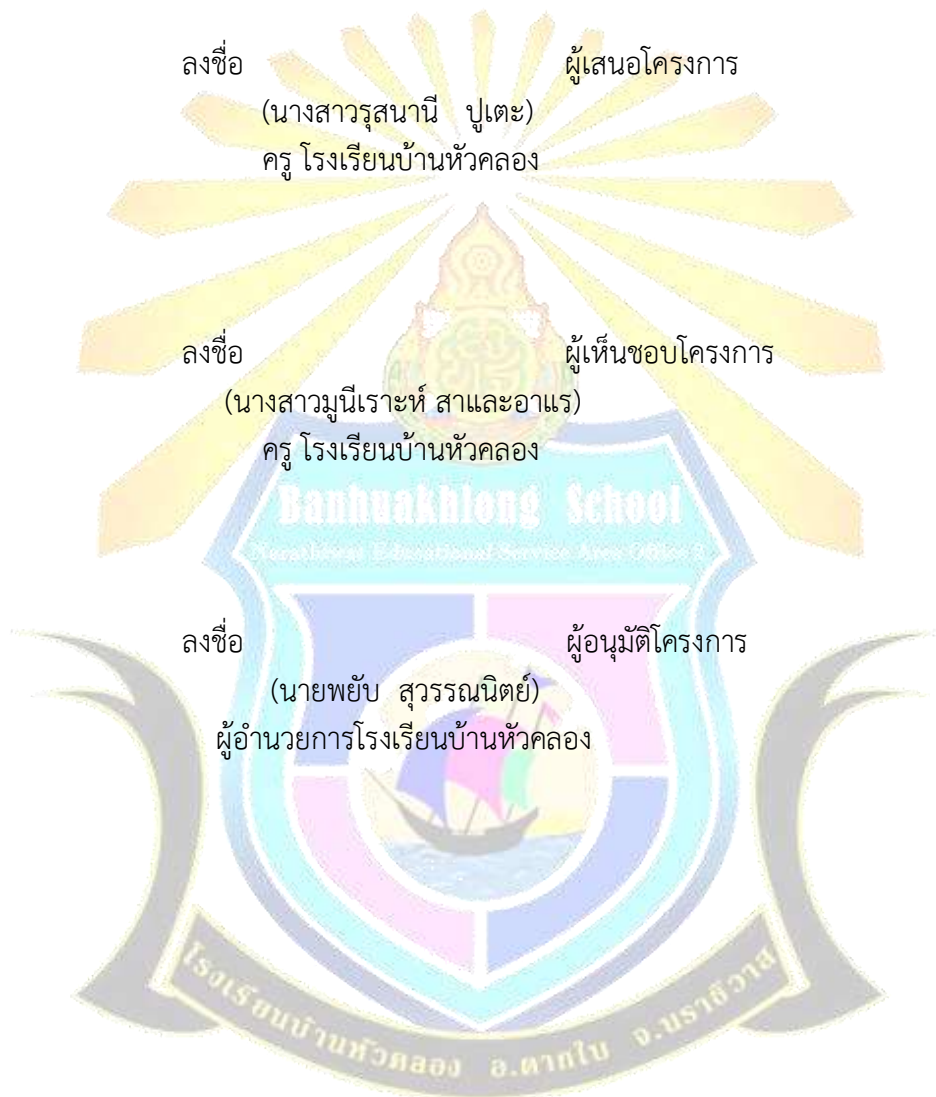 ลงชื่อ ผู้เสนอโครงการ
(นางสาวรุสนานี ปูเตะ)
ครู โรงเรียนบ้านหัวคลอง
ลงชื่อ ผู้เห็นชอบโครงการ
(นางสาวมูนีเราะห์ สาและอาแร)
ครู โรงเรียนบ้านหัวคลอง
Banhuakhlong School
Narathiwat Educational Service Area Office 2
ลงชื่อ ผู้อนุมัติโครงการ
(นายพยับ สุวรรณนิตย์)
ผู้อำนวยการโรงเรียนบ้านหัวคลอง
โรงเรียนบ้านหัวคลอง อ.ตากใบ จ.นราธิวาส